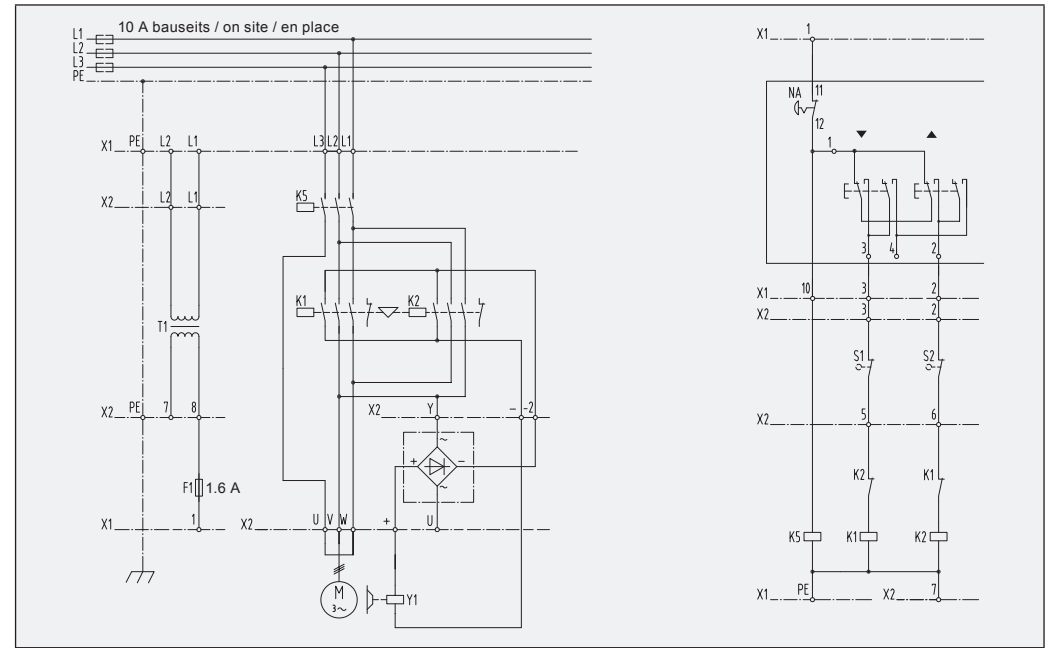 10 A bauseits / on site / en place
L1
L2
L3
PE
X1 PE L2 L1 L3 L2 L1
X2 L2 L1
K5
K1 K2
T1
X2 PE 7 8 X2 Y - -2
~
+ -
~
F1 1.6 A
X1 1 X2 U V W + U
M
3~
Y1
X1 1
NA 11
12
1
3 4 2
X1 10 3 2
X2 3 2
S1 S2
X2 5 6
K2 K1
K5 K1 K2
X1 PE X2 7